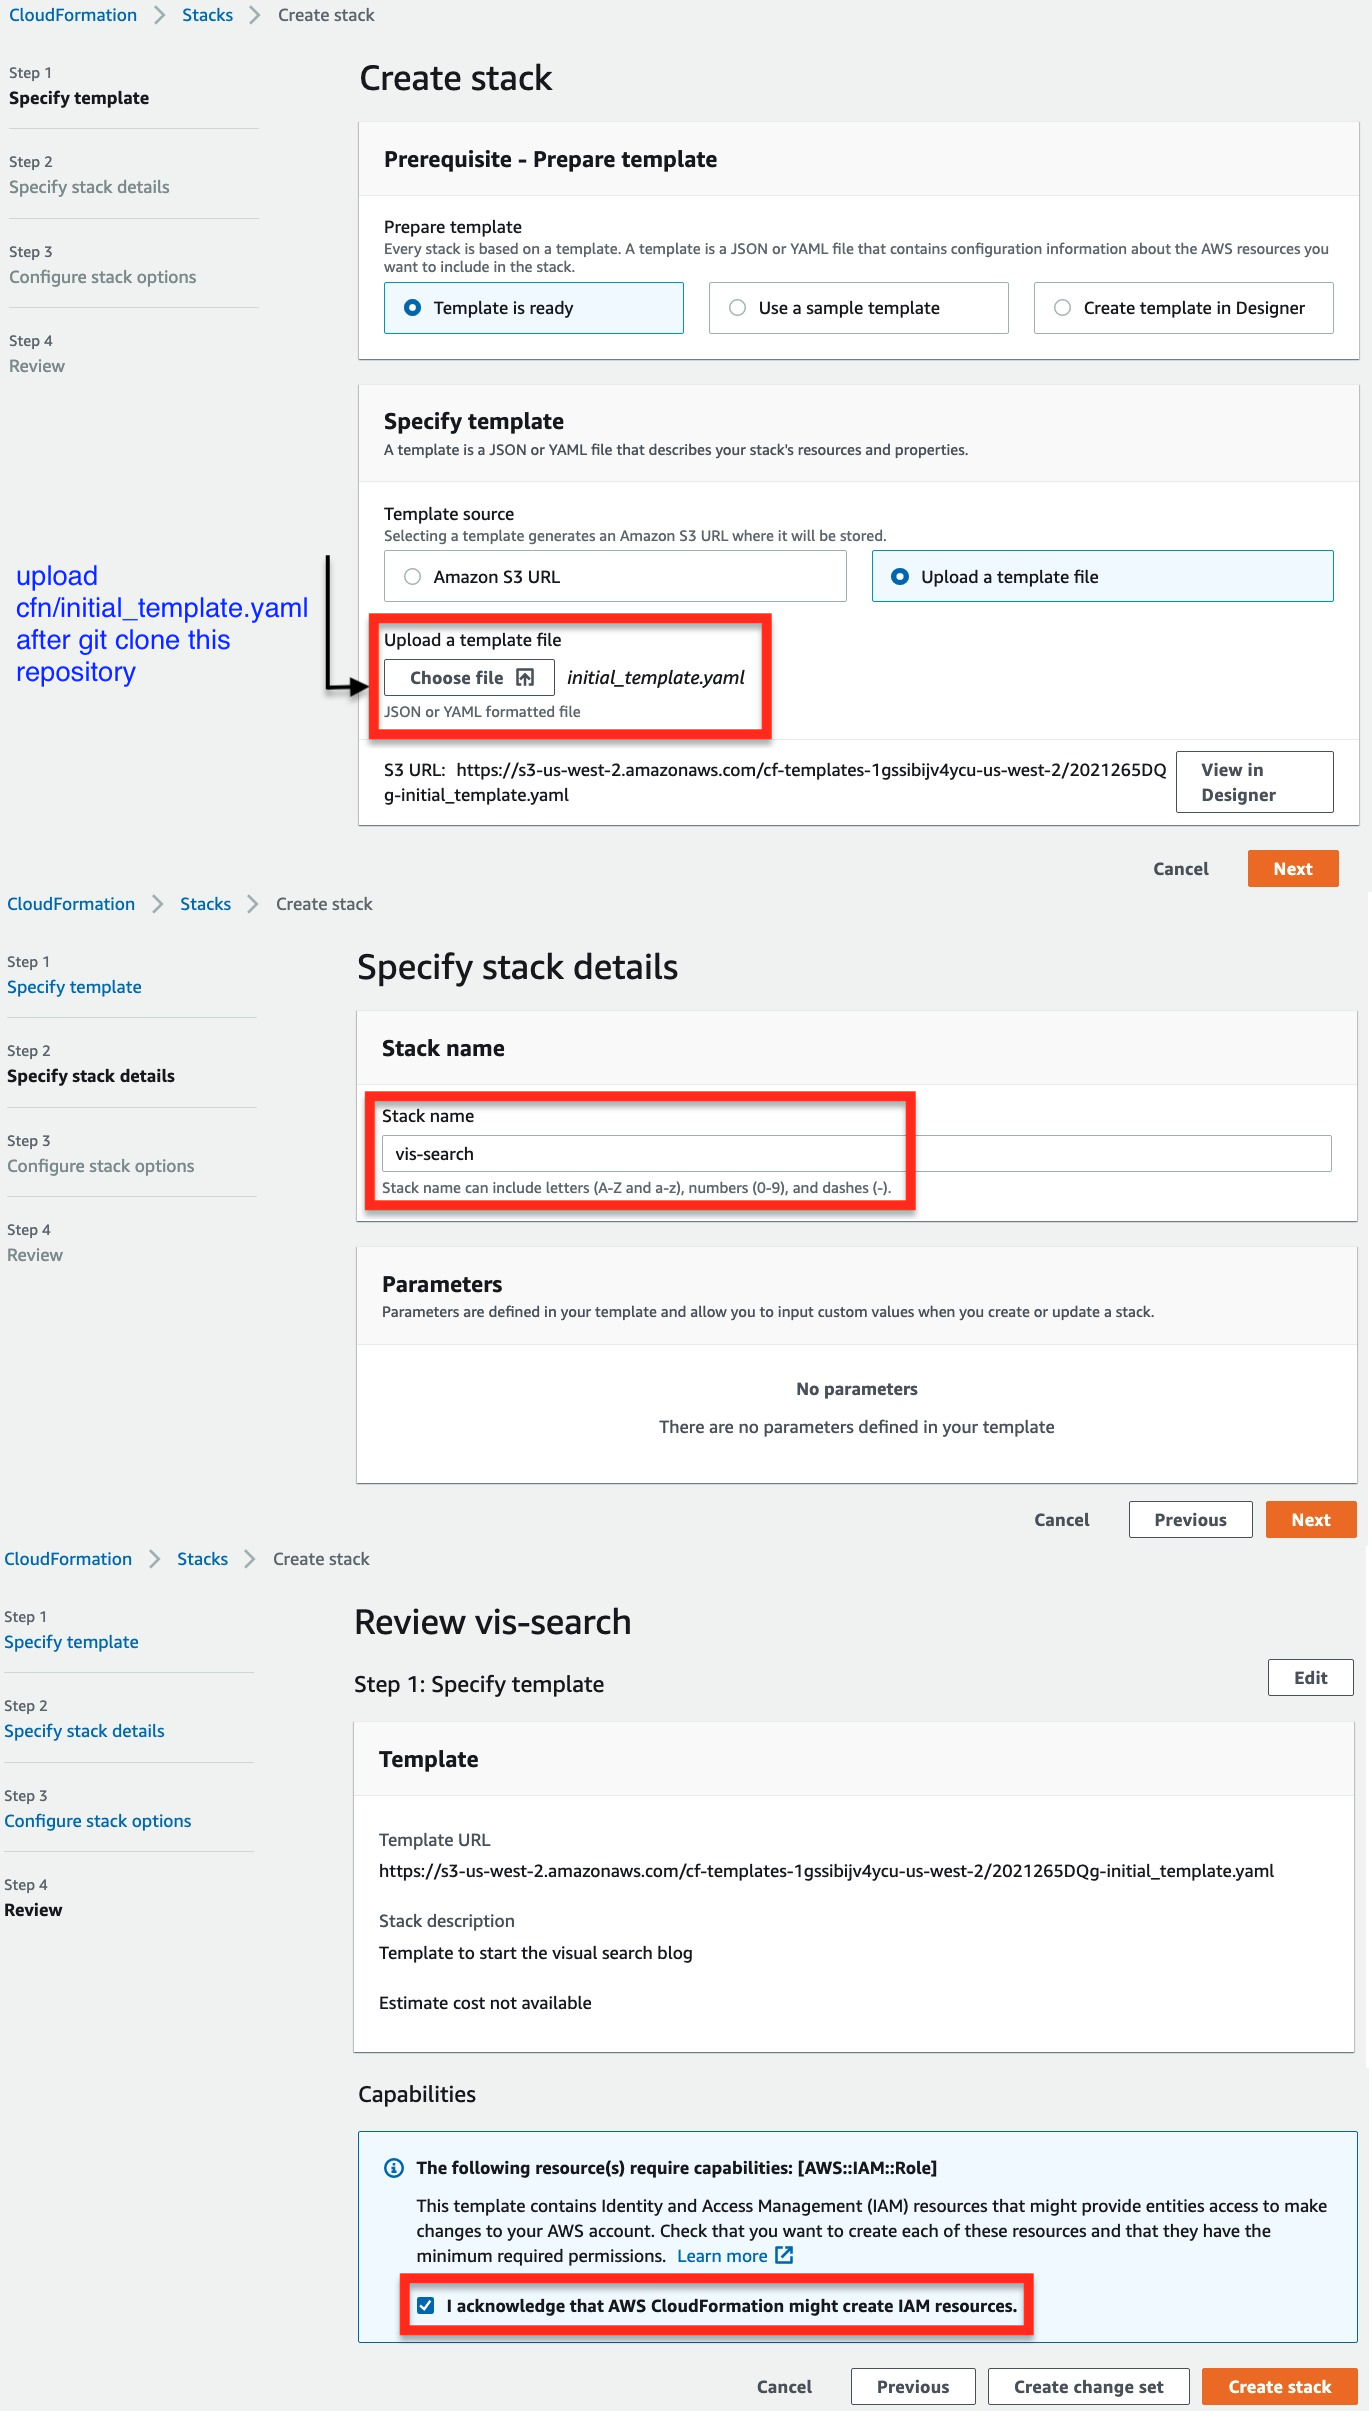 CloudFormation > Stacks > Create stack
Step 1
Specify template
Step 2
Specify stack details
Step 3
Configure stack options
Step 4
Review
Create stack
Prerequisite - Prepare template
Prepare template
Every stack is based on a template. A template is a JSON or YAML file that contains configuration information about the AWS resources you
want to include in the stack.
Template is ready
Use a sample template
Create template in Designer
Specify template
A template is a JSON or YAML file that describes your stack's resources and properties.
Template source
Selecting a template generates an Amazon S3 URL where it will be stored.
Amazon S3 URL
Upload a template file
upload
cfn/initial_template.yaml
after git clone this
repository
Upload a template file
Choose file initial_template.yaml
JSON or YAML formatted file
S3 URL: https://s3-us-west-2.amazonaws.com/cf-templates-1gssibijv4ycu-us-west-2/2021265DQ
g-initial_template.yaml
View in
Designer
Cancel
Next
CloudFormation > Stacks > Create stack
Step 1
Specify template
Step 2
Specify stack details
Step 3
Configure stack options
Step 4
Review
Specify stack details
Stack name
Stack name
vis-search
Stack name can include letters (A-Z and a-z), numbers (0-9), and dashes (-).
Parameters
Parameters are defined in your template and allow you to input custom values when you create or update a stack.
No parameters
There are no parameters defined in your template
Cancel
Previous
Next
CloudFormation > Stacks > Create stack
Step 1
Specify template
Step 2
Specify stack details
Step 3
Configure stack options
Step 4
Review
Review vis-search
Step 1: Specify template
Edit
Template
Template URL
https://s3-us-west-2.amazonaws.com/cf-templates-1gssibijv4ycu-us-west-2/2021265DQg-initial_template.yaml
Stack description
Template to start the visual search blog
Estimate cost not available
Capabilities
The following resource(s) require capabilities: [AWS::IAM::Role]
This template contains Identity and Access Management (IAM) resources that might provide entities access to make
changes to your AWS account. Check that you want to create each of these resources and that they have the
minimum required permissions. Learn more
I acknowledge that AWS CloudFormation might create IAM resources.
Cancel
Previous
Create change set
Create stack